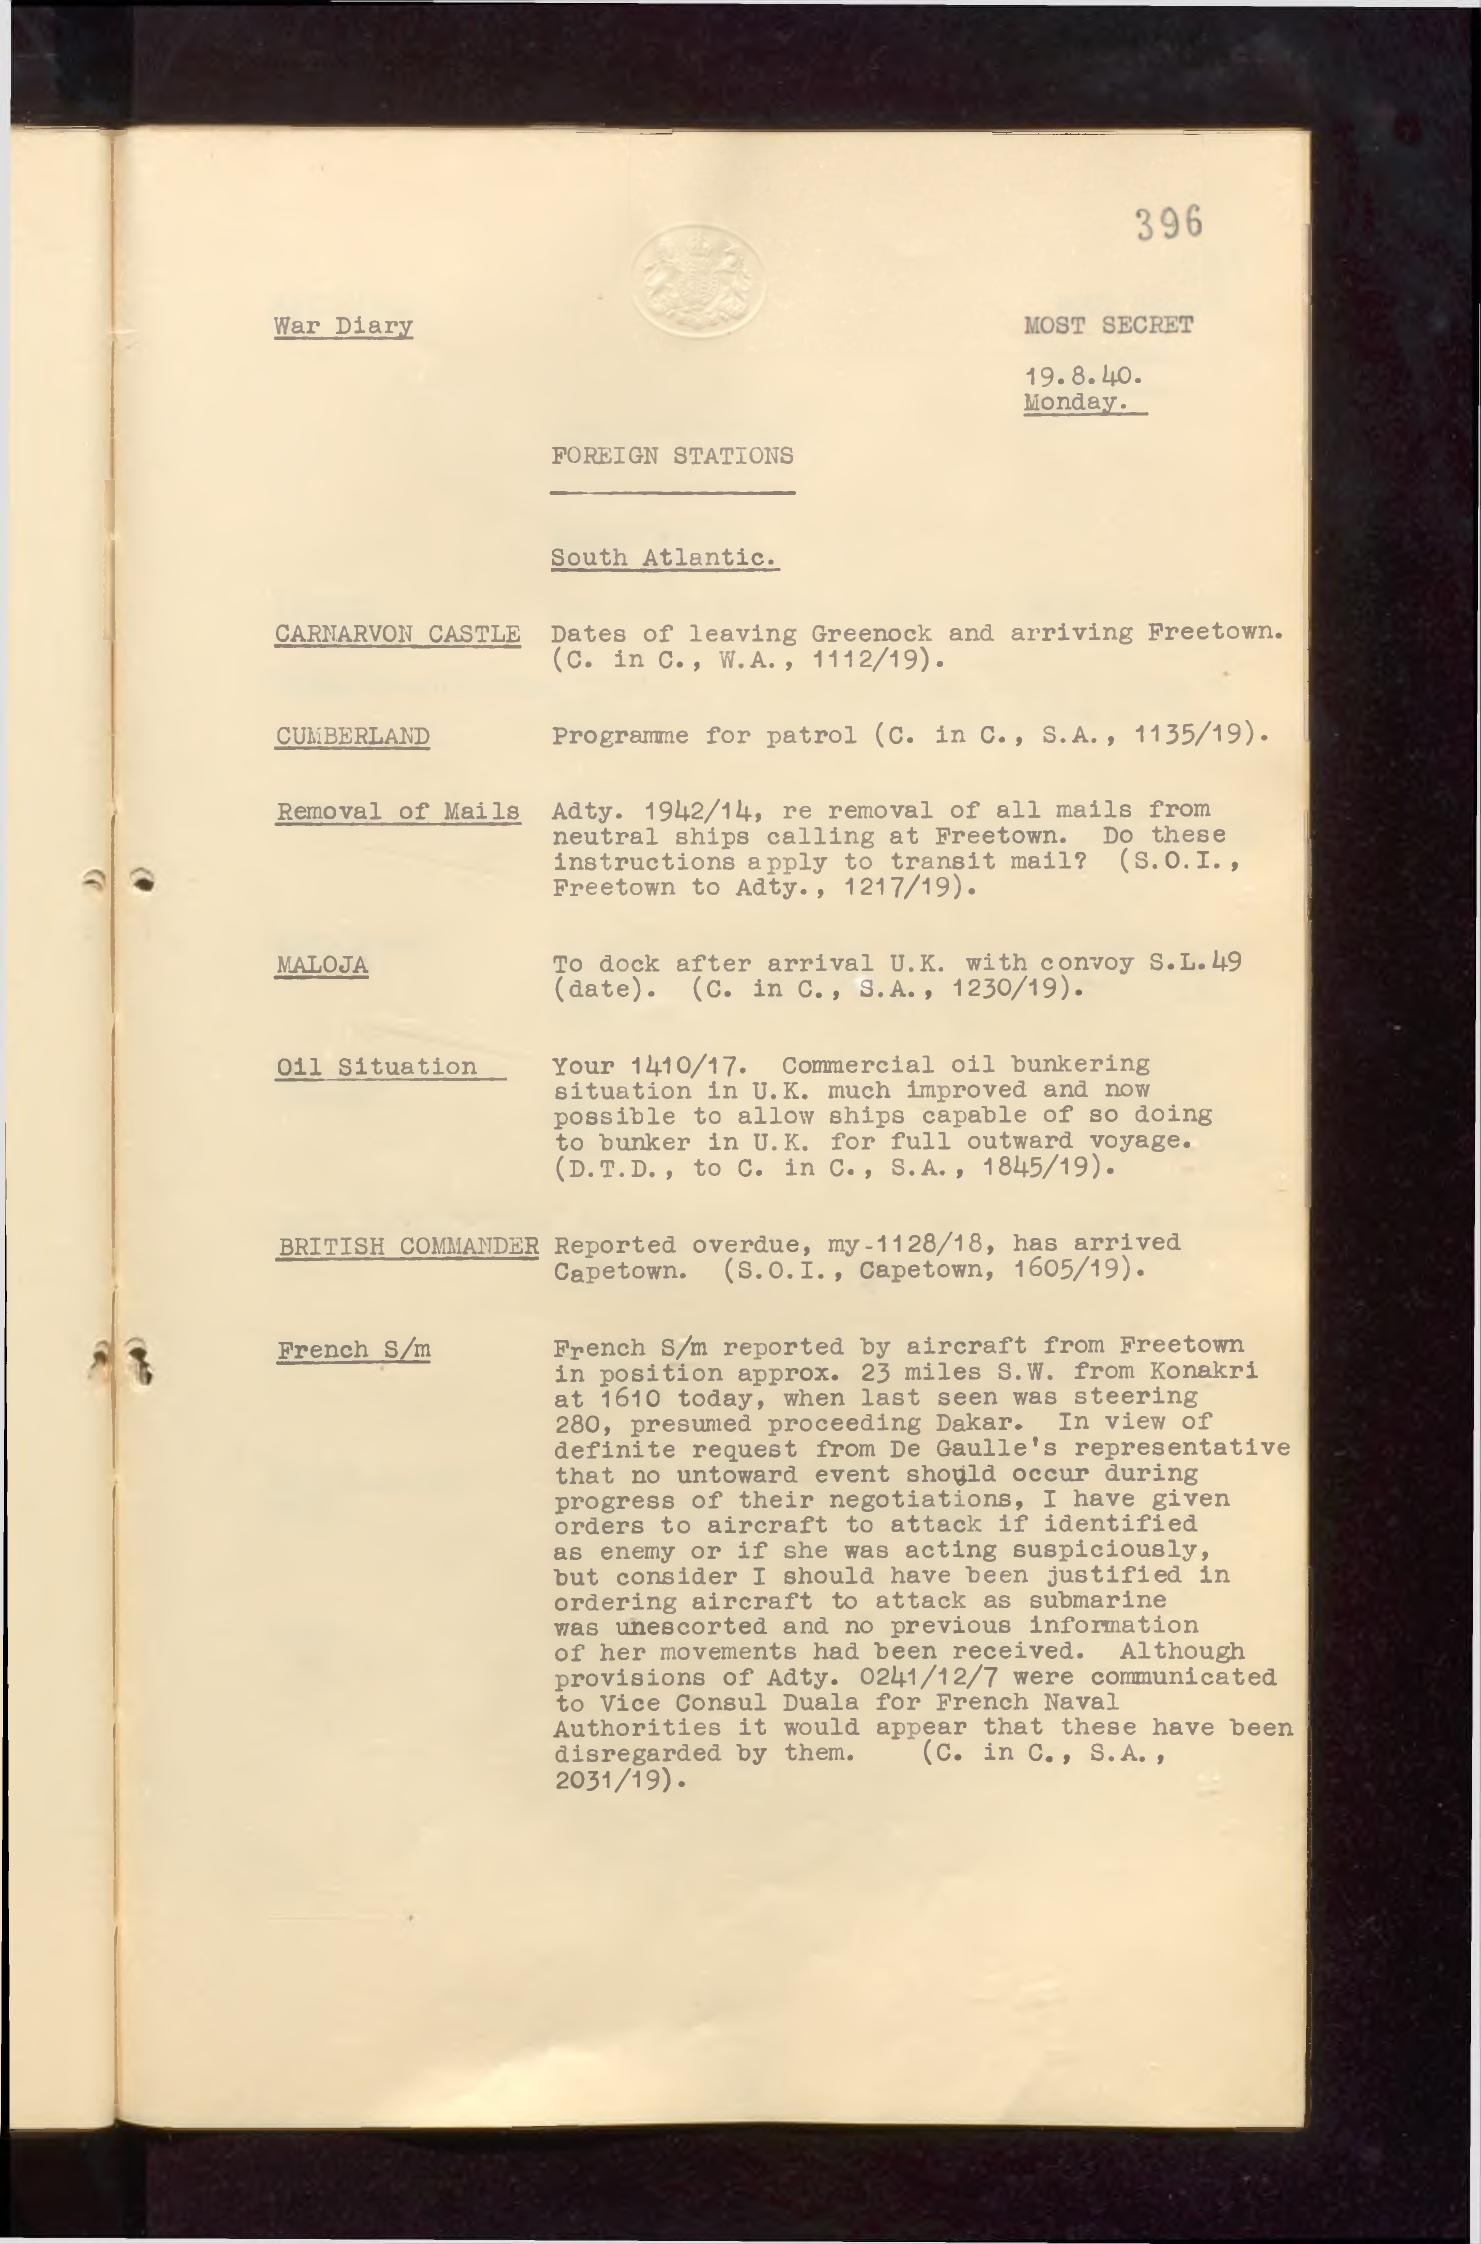 396
War Diary MOST SECRET
19.8.40.
Monday.
FOREIGN STATIONS
South Atlantic.
CARNARVON CASTLE Dates of leaving Greenock and arriving Freetown.
(C. in C., W.A., 1112/19).
CUMBERLAND Programme for patrol (C. in C., S.A., 1135/19).
Removal of Mails Adty. 1942/14, re removal of all mails from
neutral ships calling at Freetown. Do these
instructions apply to transit mail? (S.O.I.,
Freetown to Adty., 1217/19).
MALOJA To dock after arrival U.K. with convoy S.L.49
(date). (C. in C., S.A., 1230/19).
Oil Situation Your 1410/17. Commercial oil bunkering
situation in U.K. much improved and now
possible to allow ships capable of so doing
to bunker in U.K. for full outward voyage.
(D.T.D., to C. in C., S.A., 1845/19).
BRITISH COMMANDER Reported overdue, my-1128/18, has arrived
Capetown. (S.O.I., Capetown, 1605/19).
French S/m French S/m reported by aircraft from Freetown
in position approx. 23 miles S.W. from Konakri
at 1610 today, when last seen was steering
280, presumed proceeding Dakar. In view of
definite request from De Gaulle's representative
that no untoward event should occur during
progress of their negotiations, I have given
orders to aircraft to attack if identified
as enemy or if she was acting suspiciously,
but consider I should have been justified in
ordering aircraft to attack as submarine
was unescorted and no previous information
of her movements had been received. Although
provisions of Adty. 0241/12/7 were communicated
to Vice Consul Duala for French Naval
Authorities it would appear that these have been
disregarded by them. (C. in C., S.A.,
2031/19).